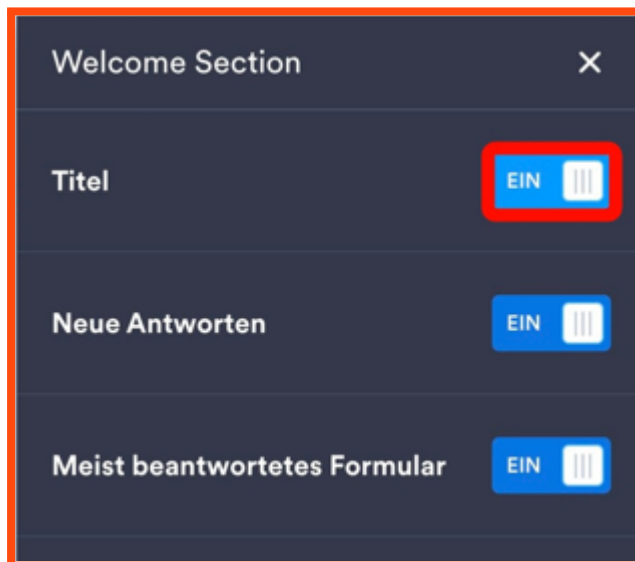 Welcome Section
Titel EIN
Neue Antworten EIN
Meist beantwortetes Formular EIN